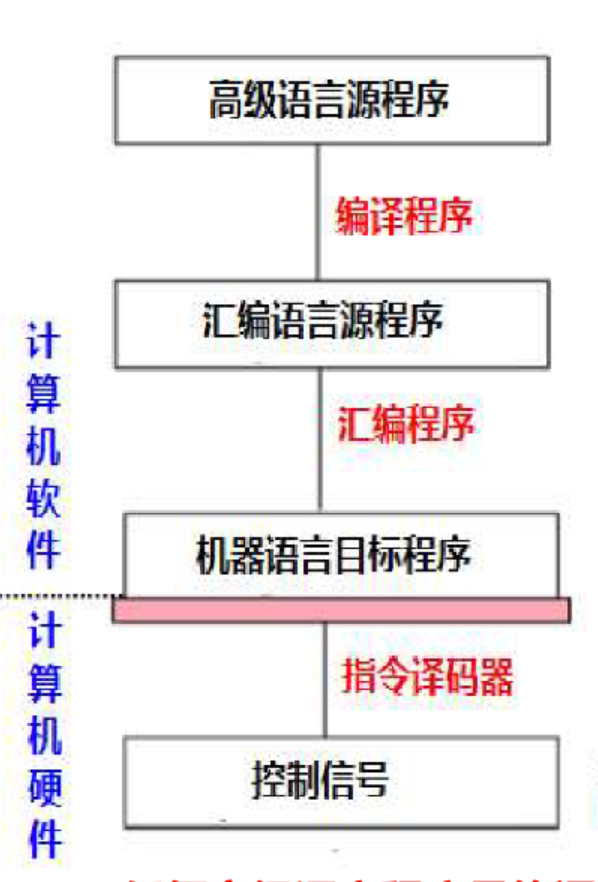 高级语言源程序
编译程序
汇编语言源程序
汇编程序
机器语言目标程序
指令译码器
控制信号
计算机软件
计算机硬件